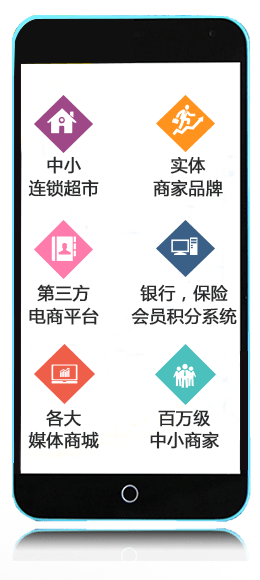 中小
连锁超市
实体
商家品牌
第三方
电商平台
银行，保险
会员积分系统
各大
媒体商城
百万级
中小商家